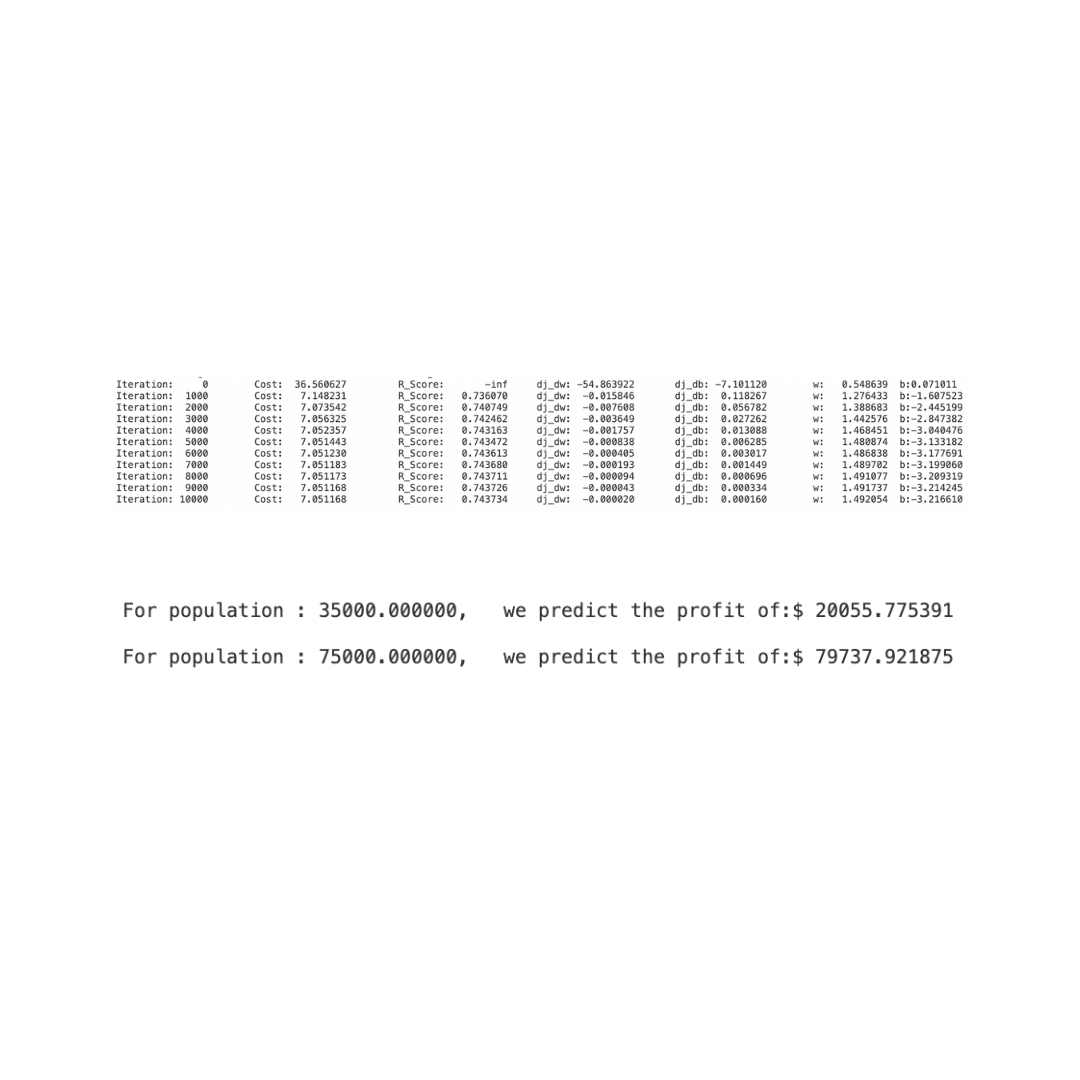 Iteration: 0 Cost: 36.560627 R_Score: -inf dj_dw: -54.863922 dj_db: -7.101120 w: 0.548639 b:0.071011
Iteration: 1000 Cost: 7.148231 R_Score: 0.736070 dj_dw: -0.015846 dj_db: 0.118267 w: 1.276433 b:-1.607523
Iteration: 2000 Cost: 7.073542 R_Score: 0.740749 dj_dw: -0.007608 dj_db: 0.056782 w: 1.388683 b:-2.445199
Iteration: 3000 Cost: 7.056325 R_Score: 0.742462 dj_dw: -0.003649 dj_db: 0.027262 w: 1.442576 b:-2.847382
Iteration: 4000 Cost: 7.052357 R_Score: 0.743163 dj_dw: -0.001757 dj_db: 0.013088 w: 1.468451 b:-3.040476
Iteration: 5000 Cost: 7.051443 R_Score: 0.743472 dj_dw: -0.000838 dj_db: 0.006285 w: 1.480874 b:-3.133182
Iteration: 6000 Cost: 7.051230 R_Score: 0.743613 dj_dw: -0.000405 dj_db: 0.003017 w: 1.486838 b:-3.177691
Iteration: 7000 Cost: 7.051183 R_Score: 0.743680 dj_dw: -0.000193 dj_db: 0.001449 w: 1.489702 b:-3.199060
Iteration: 8000 Cost: 7.051173 R_Score: 0.743711 dj_dw: -0.000094 dj_db: 0.000696 w: 1.491077 b:-3.209319
Iteration: 9000 Cost: 7.051168 R_Score: 0.743726 dj_dw: -0.000043 dj_db: 0.000334 w: 1.491737 b:-3.214245
Iteration: 10000 Cost: 7.051168 R_Score: 0.743734 dj_dw: -0.000020 dj_db: 0.000160 w: 1.492054 b:-3.216610
For population : 35000.000000, we predict the profit of:$ 20055.775391
For population : 75000.000000, we predict the profit of:$ 79737.921875